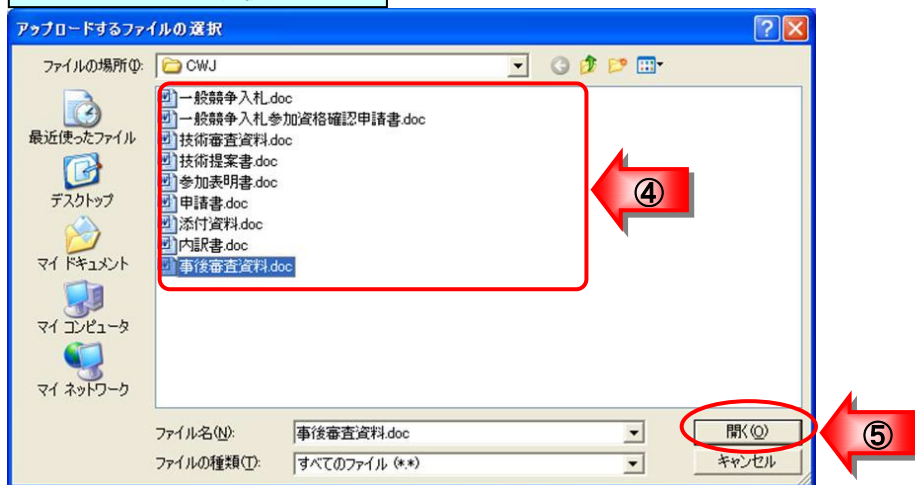 アップロードするファイルの選択
ファイルの場所(I):
CWJ
最近使ったファイル
デスクトップ
マイ ドキュメント
マイ コンピュータ
マイ ネットワーク
一般競争入札.doc
一般競争入札参加資格確認申請書.doc
技術審査資料.doc
技術提案書.doc
参加表明書.doc
申請書.doc
添付資料.doc
内訳書.doc
事後審査資料.doc
④
ファイル名(N):
事後審査資料.doc
開く(O)
⑤
ファイルの種類(T):
すべてのファイル (*.*)
キャンセル